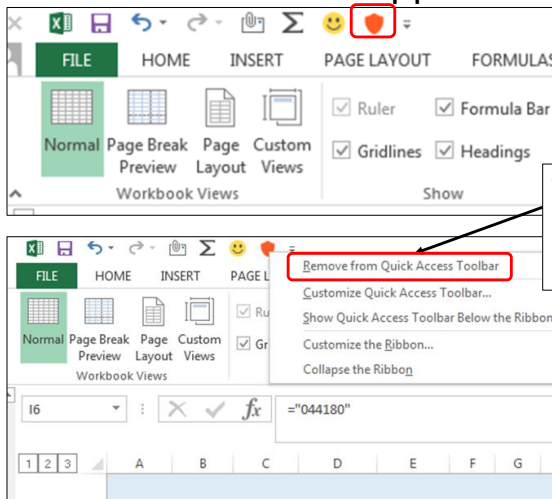 FILE HOME INSERT PAGE LAYOUT FORMULAS
Normal Page Break Preview Page Layout Custom Views
Ruler Formula Bar
Gridlines Headings
Workbook Views Show
FILE HOME INSERT PAGE L
Normal Page Break Preview Page Layout Custom Views
Ru
Gr
Workbook Views
Remove from Quick Access Toolbar
Customize Quick Access Toolbar...
Show Quick Access Toolbar Below the Ribbon
Customize the Ribbon...
Collapse the Ribbon
I6 fx ="044180"
1 2 3 A B C D E F G